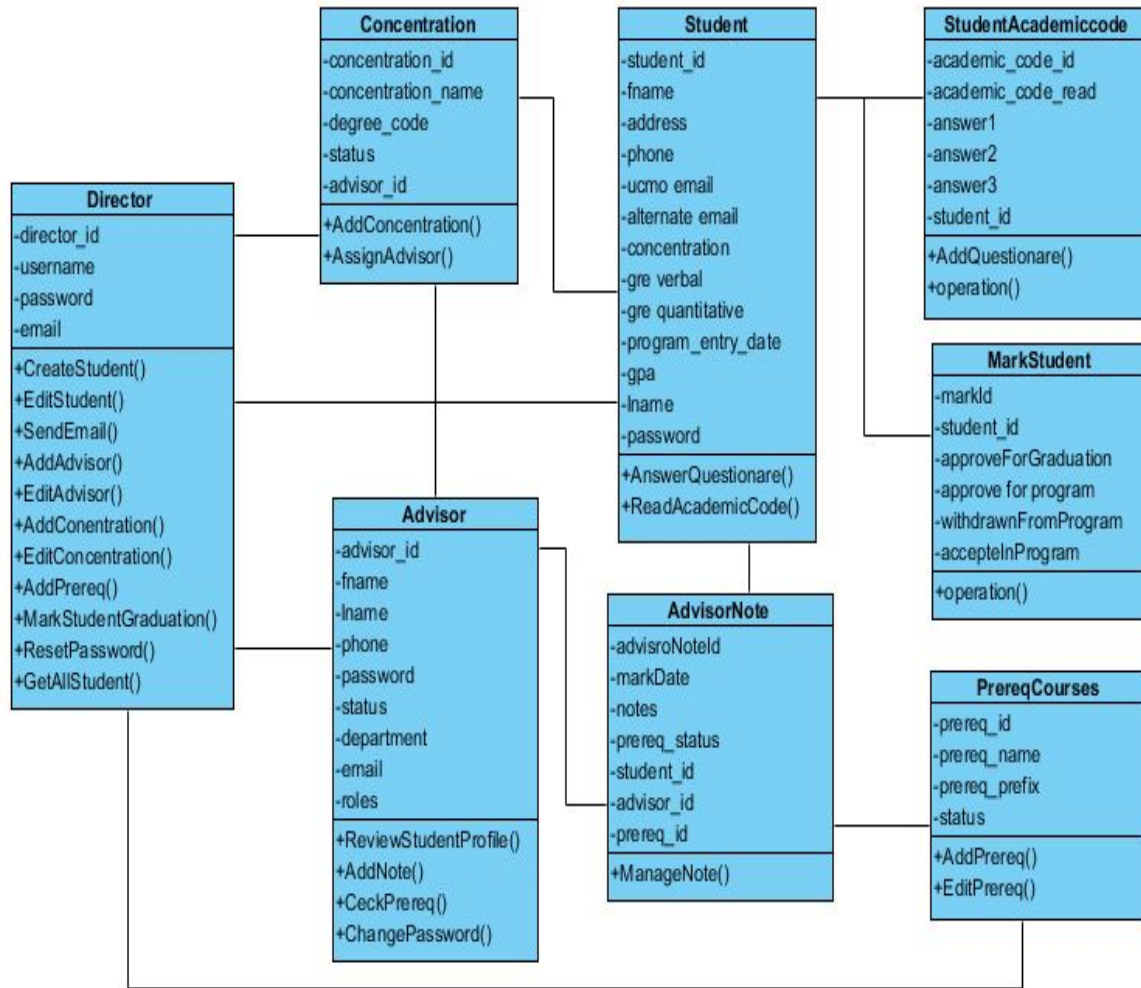 Concentration
-concentration_id
-concentration_name
-degree_code
-status
-advisor_id
+AddConcentration()
+AssignAdvisor()
Student
-student_id
-fname
-address
-phone
-ucmo email
-alternate email
-concentration
-gre verbal
-gre quantitative
-program_entry_date
-gpa
-lname
-password
+AnswerQuestionare()
+ReadAcademicCode()
StudentAcademiccode
-academic_code_id
-academic_code_read
-answer1
-answer2
-answer3
-student_id
+AddQuestionare()
+operation()
Director
-director_id
-username
-password
-email
+CreateStudent()
+EditStudent()
+SendEmail()
+AddAdvisor()
+EditAdvisor()
+AddConentration()
+EditConcentration()
+AddPrereq()
+MarkStudentGraduation()
+ResetPassword()
+GetAllStudent()
MarkStudent
-markId
-student_id
-approveForGraduation
-approve for program
-withdrawnFromProgram
-accepteInProgram
+operation()
Advisor
-advisor_id
-fname
-lname
-phone
-password
-status
-department
-email
-roles
+ReviewStudentProfile()
+AddNote()
+CeckPrereq()
+ChangePassword()
AdvisorNote
-advisroNoteId
-markDate
-notes
-prereq_status
-student_id
-advisor_id
-prereq_id
+ManageNote()
PrereqCourses
-prereq_id
-prereq_name
-prereq_prefix
-status
+AddPrereq()
+EditPrereq()